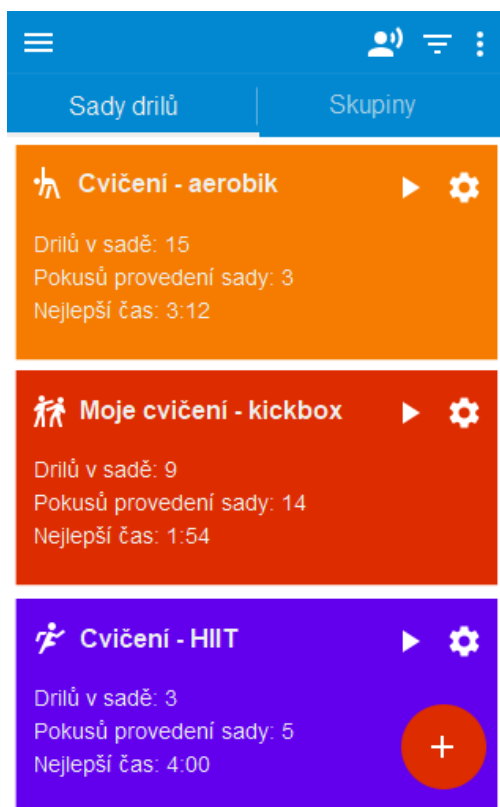 Sady drilů
Skupiny
Cvičení - aerobik
Drilů v sadě: 15
Pokusů provedení sady: 3
Nejlepší čas: 3:12
Moje cvičení - kickbox
Drilů v sadě: 9
Pokusů provedení sady: 14
Nejlepší čas: 1:54
Cvičení - HIIT
Drilů v sadě: 3
Pokusů provedení sady: 5
Nejlepší čas: 4:00